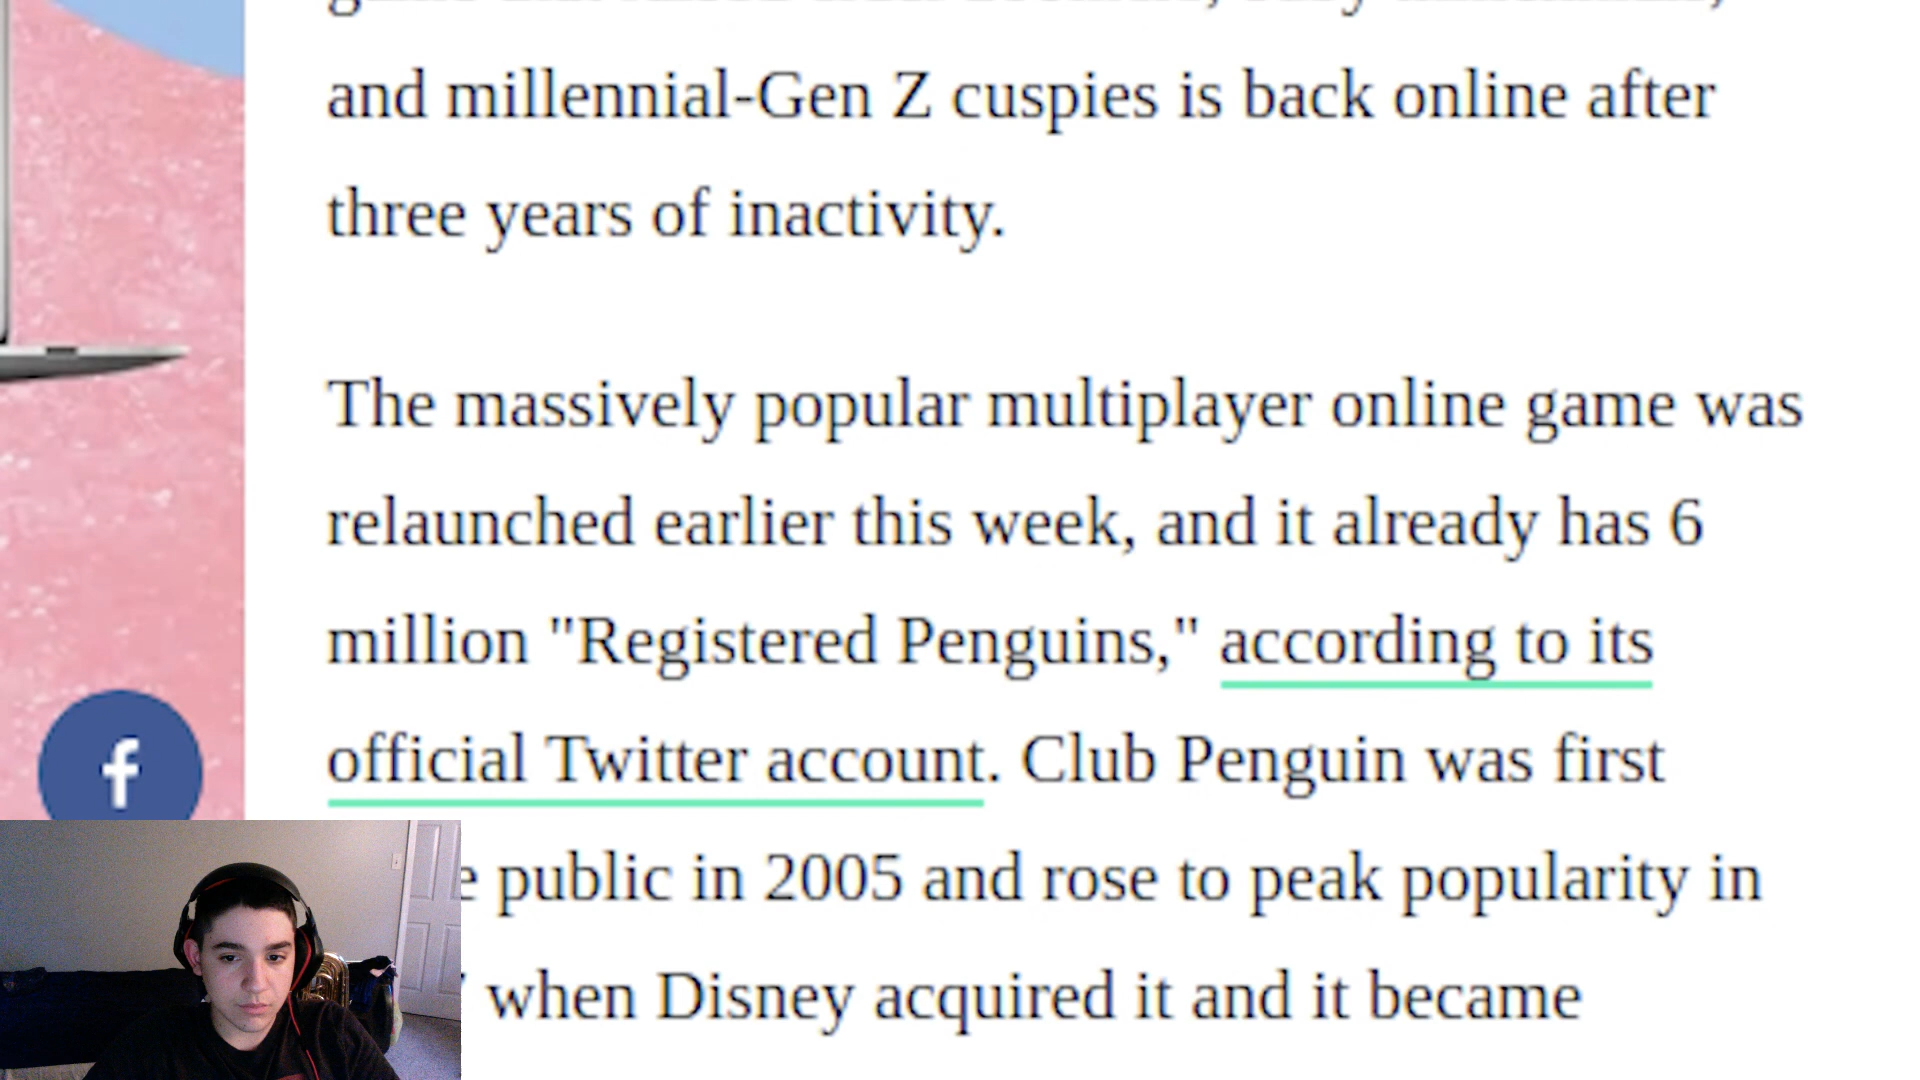 and millennial-Gen Z cuspies is back online after
three years of inactivity.
The massively popular multiplayer online game was
relaunched earlier this week, and it already has 6
million "Registered Penguins," according to its
official Twitter account. Club Penguin was first
public in 2005 and rose to peak popularity in
when Disney acquired it and it became
f